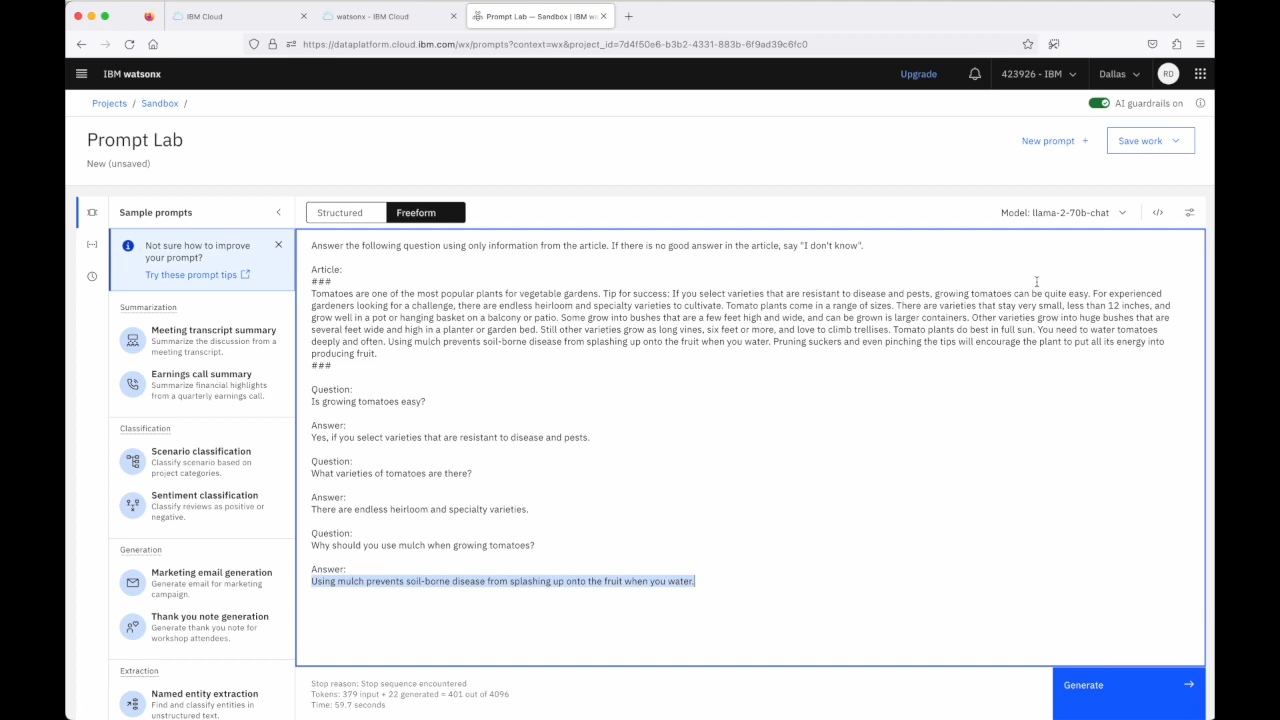 IBM Cloud
watsonx - IBM Cloud
Prompt Lab — Sandbox | IBM wa
https://dataplatform.cloud.ibm.com/wx/prompts?context=wx&project_id=7d4f50e6-b3b2-4331-883b-6f9ad39c6fc0
IBM watsonx
Upgrade
423926 - IBM
Dallas
RD
Projects / Sandbox /
AI guardrails on
Prompt Lab
New prompt +
Save work
New (unsaved)
Sample prompts
Structured
Freeform
Model: llama-2-70b-chat
Not sure how to improve
your prompt?
Try these prompt tips
Summarization
Meeting transcript summary
Summarize the discussion from a
meeting transcript.
Earnings call summary
Summarize financial highlights
from a quarterly earnings call.
Classification
Scenario classification
Classify scenario based on
project categories.
Sentiment classification
Classify reviews as positive or
negative.
Generation
Marketing email generation
Generate email for marketing
campaign.
Thank you note generation
Generate thank you note for
workshop attendees.
Extraction
Named entity extraction
Find and classify entities in
unstructured text.
Answer the following question using only information from the article. If there is no good answer in the article, say "I don't know".
Article:
###
Tomatoes are one of the most popular plants for vegetable gardens. Tip for success: If you select varieties that are resistant to disease and pests, growing tomatoes can be quite easy. For experienced
gardeners looking for a challenge, there are endless heirloom and specialty varieties to cultivate. Tomato plants come in a range of sizes. There are varieties that stay very small, less than 12 inches, and
grow well in a pot or hanging basket on a balcony or patio. Some grow into bushes that are a few feet high and wide, and can be grown is larger containers. Other varieties grow into huge bushes that are
several feet wide and high in a planter or garden bed. Still other varieties grow as long vines, six feet or more, and love to climb trellises. Tomato plants do best in full sun. You need to water tomatoes
deeply and often. Using mulch prevents soil-borne disease from splashing up onto the fruit when you water. Pruning suckers and even pinching the tips will encourage the plant to put all its energy into
producing fruit.
###
Question:
Is growing tomatoes easy?
Answer:
Yes, if you select varieties that are resistant to disease and pests.
Question:
What varieties of tomatoes are there?
Answer:
There are endless heirloom and specialty varieties.
Question:
Why should you use mulch when growing tomatoes?
Answer:
Using mulch prevents soil-borne disease from splashing up onto the fruit when you water.
Stop reason: Stop sequence encountered
Tokens: 379 input + 22 generated = 401 out of 4096
Time: 59.7 seconds
Generate